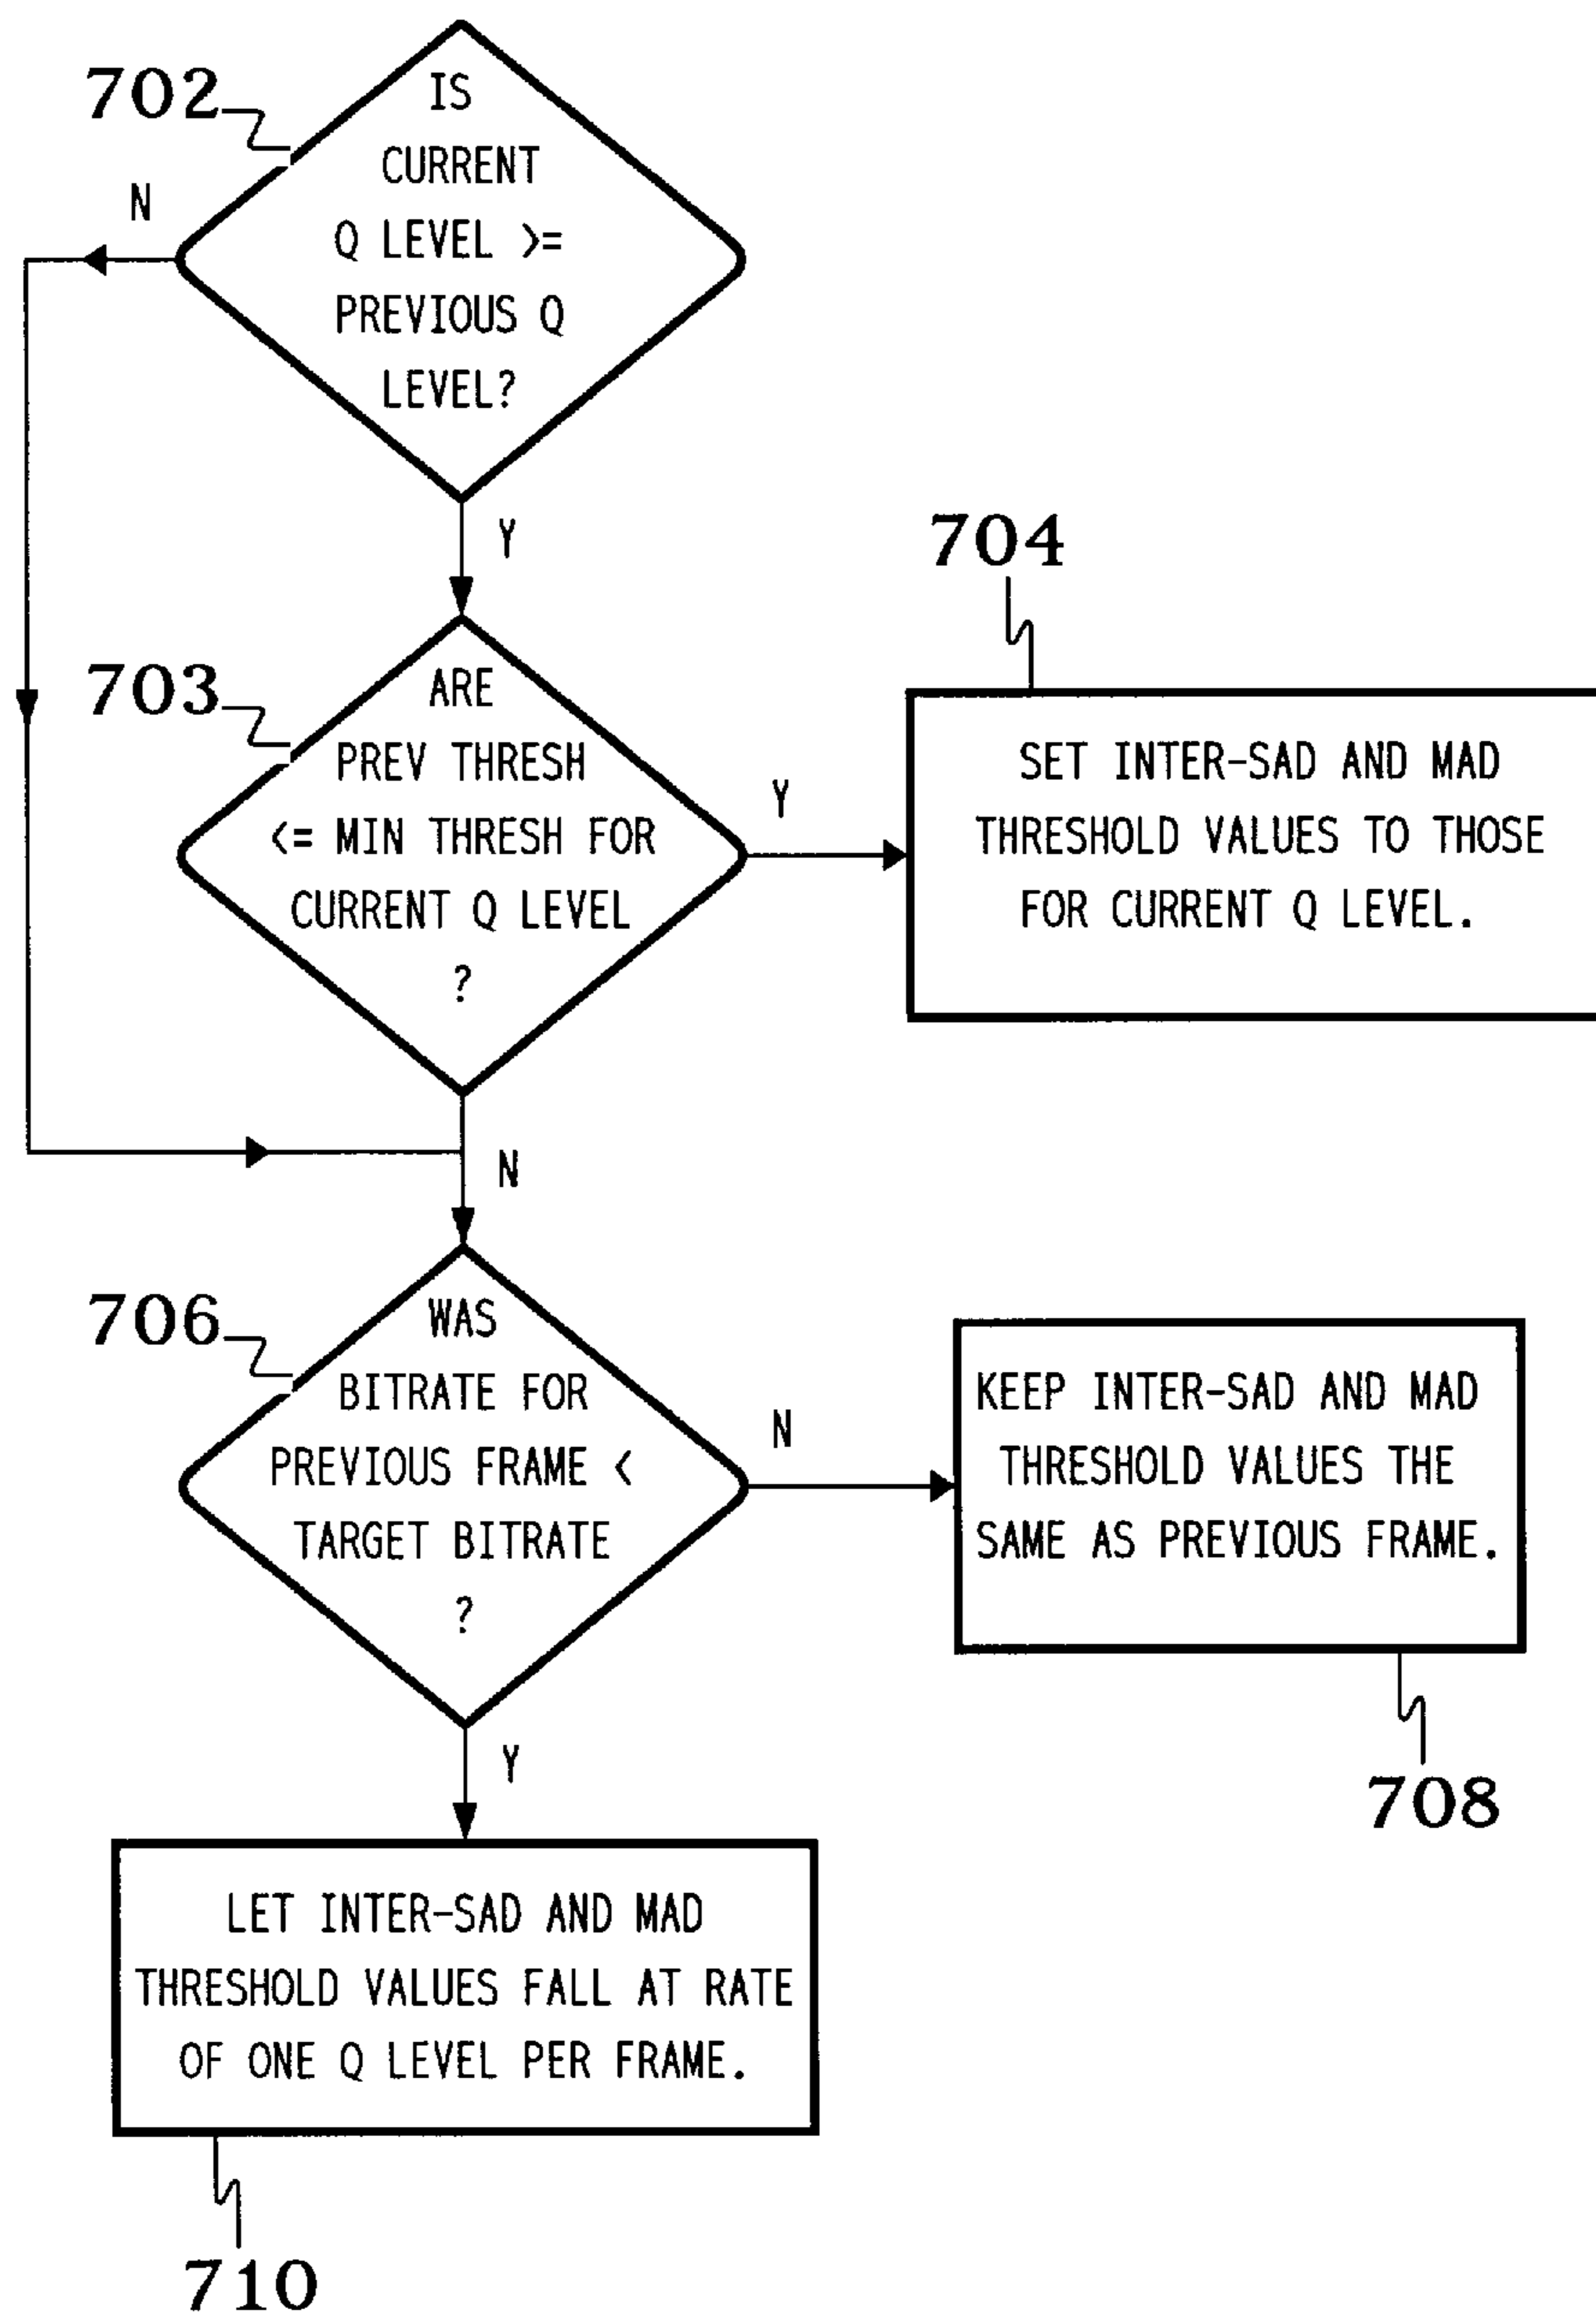 702
IS
CURRENT
Q LEVEL >=
PREVIOUS Q
LEVEL?
N
Y
703
ARE
PREV THRESH
<= MIN THRESH FOR
CURRENT Q LEVEL
?
Y
704
SET INTER-SAD AND MAD
THRESHOLD VALUES TO THOSE
FOR CURRENT Q LEVEL.
N
706
WAS
BITRATE FOR
PREVIOUS FRAME <
TARGET BITRATE
?
N
KEEP INTER-SAD AND MAD
THRESHOLD VALUES THE
SAME AS PREVIOUS FRAME.
708
Y
LET INTER-SAD AND MAD
THRESHOLD VALUES FALL AT RATE
OF ONE Q LEVEL PER FRAME.
710